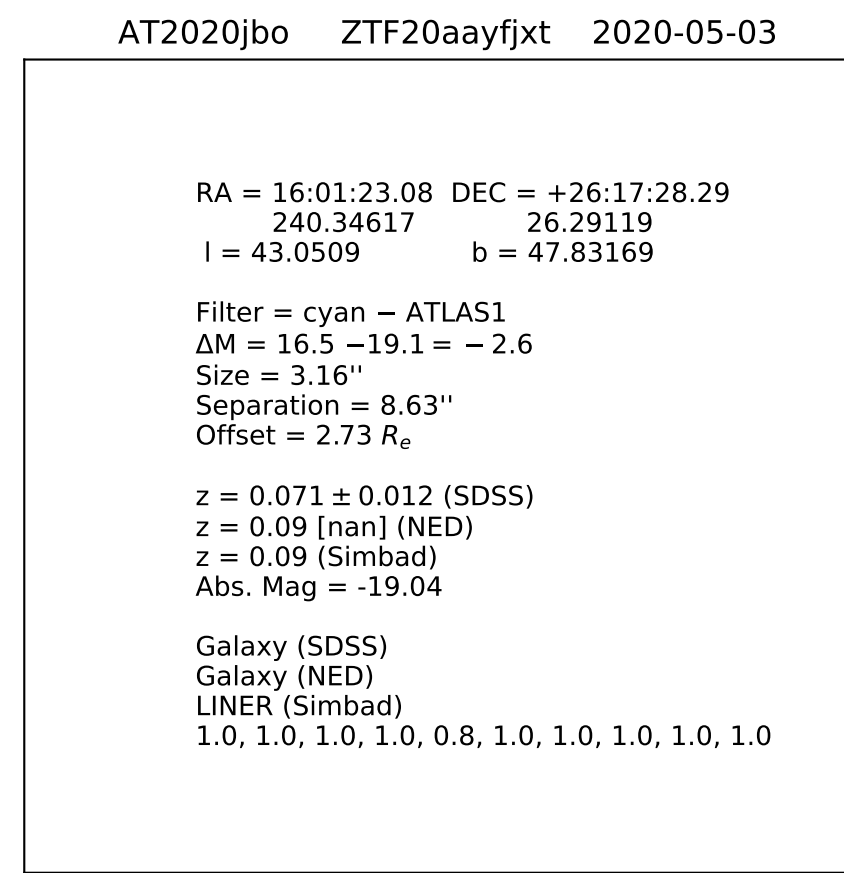 AT2020jbo ZTF20aayfjxt 2020-05-03
RA = 16:01:23.08 DEC = +26:17:28.29
240.34617 26.29119
l = 43.0509 b = 47.83169
Filter = cyan − ATLAS1
ΔM = 16.5 −19.1 = − 2.6
Size = 3.16''
Separation = 8.63''
Offset = 2.73 Rₑ
z = 0.071 ± 0.012 (SDSS)
z = 0.09 [nan] (NED)
z = 0.09 (Simbad)
Abs. Mag = -19.04
Galaxy (SDSS)
Galaxy (NED)
LINER (Simbad)
1.0, 1.0, 1.0, 1.0, 0.8, 1.0, 1.0, 1.0, 1.0, 1.0